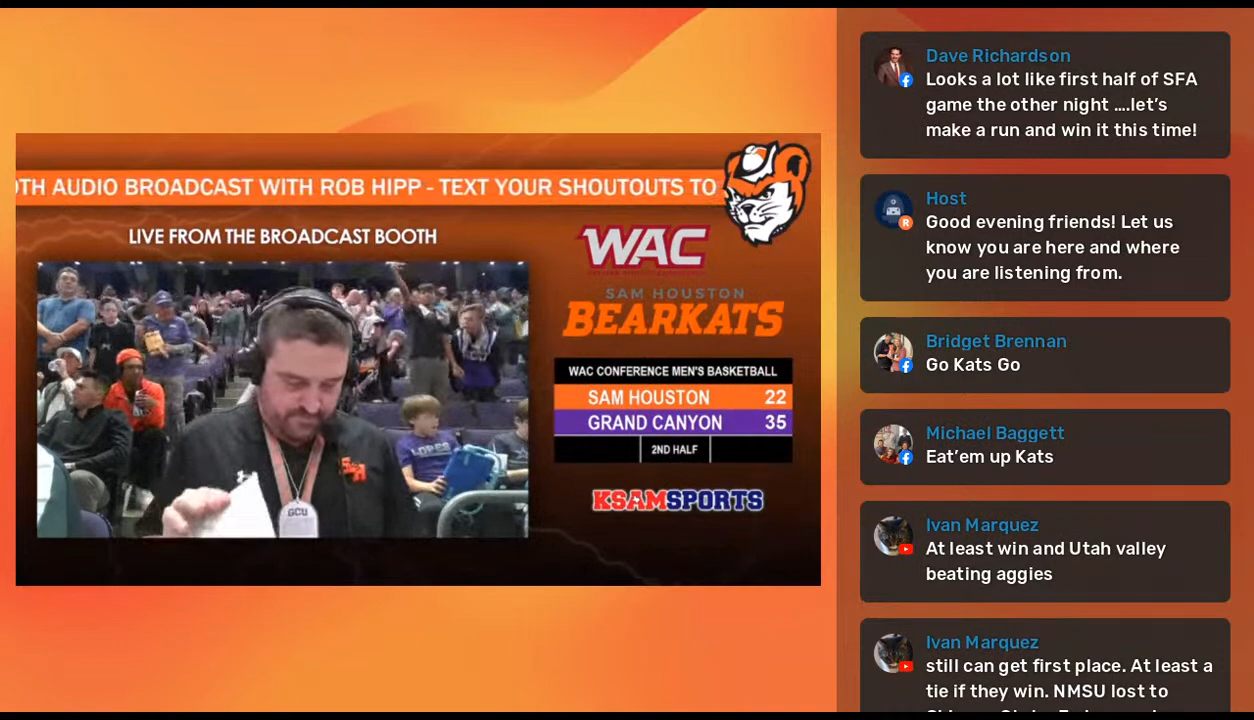 OTH AUDIO BROADCAST WITH ROB HIPP - TEXT YOUR SHOUTOUTS TO
LIVE FROM THE BROADCAST BOOTH
LOPES
GCU
WAC
SAM HOUSTON
BEARKATS
WAC CONFERENCE MEN'S BASKETBALL
SAM HOUSTON 22
GRAND CANYON 35
2ND HALF
KSAMSPORTS
Dave Richardson
Looks a lot like first half of SFA
game the other night ....let's
make a run and win it this time!
Host
Good evening friends! Let us
know you are here and where
you are listening from.
Bridget Brennan
Go Kats Go
Michael Baggett
Eat'em up Kats
Ivan Marquez
At least win and Utah valley
beating aggies
Ivan Marquez
still can get first place. At least a
tie if they win. NMSU lost to